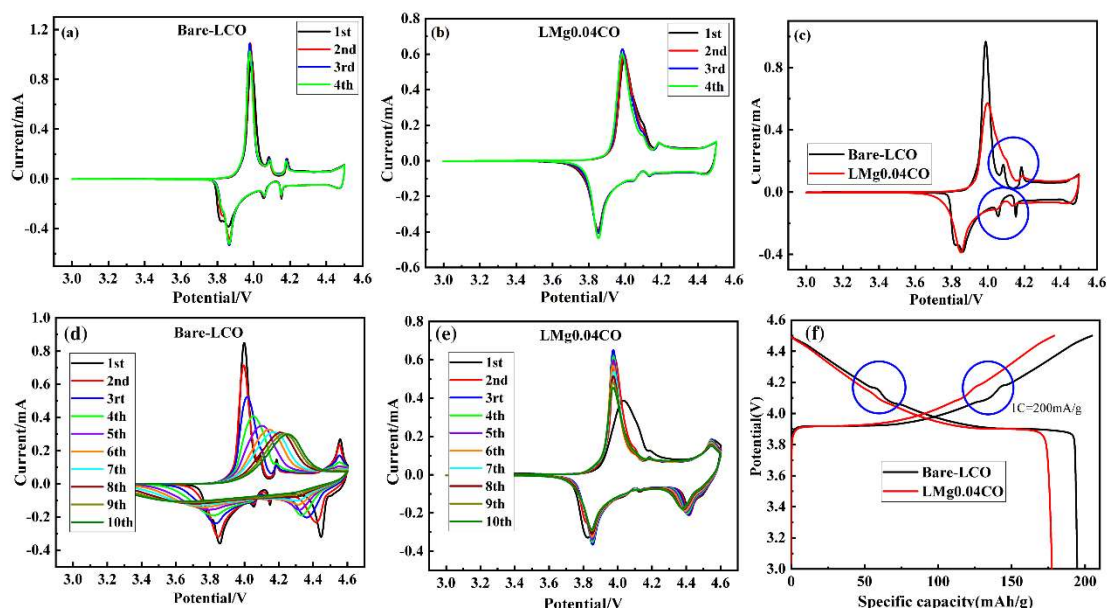 (a)
Bare-LCO
1st
2nd
3rd
4th
1.2
0.8
0.4
0.0
-0.4
Current/mA
3.0 3.2 3.4 3.6 3.8 4.0 4.2 4.4 4.6
Potential/V
(b)
LMg0.04CO
1st
2nd
3rd
4th
0.8
0.6
0.4
0.2
0.0
-0.2
-0.4
-0.6
Current/mA
3.0 3.2 3.4 3.6 3.8 4.0 4.2 4.4 4.6
Potential/V
(c)
Bare-LCO
LMg0.04CO
0.8
0.4
0.0
-0.4
Current/mA
3.0 3.2 3.4 3.6 3.8 4.0 4.2 4.4 4.6
Potential/V
(d)
Bare-LCO
1st
2nd
3rt
4th
5th
6th
7th
8th
9th
10th
1.0
0.8
0.6
0.4
0.2
0.0
-0.2
-0.4
Current/mA
3.0 3.2 3.4 3.6 3.8 4.0 4.2 4.4 4.6
Potential/V
(e)
LMg0.04CO
1st
2nd
3rd
4th
5th
6th
7th
8th
9th
10th
0.8
0.6
0.4
0.2
0.0
-0.2
-0.4
Current/mA
3.0 3.2 3.4 3.6 3.8 4.0 4.2 4.4 4.6
Potential/V
(f)
1C=200mA/g
Bare-LCO
LMg0.04CO
4.5
4.2
3.9
3.6
3.3
3.0
Potential(V)
0 50 100 150 200
Specific capacity(mAh/g)